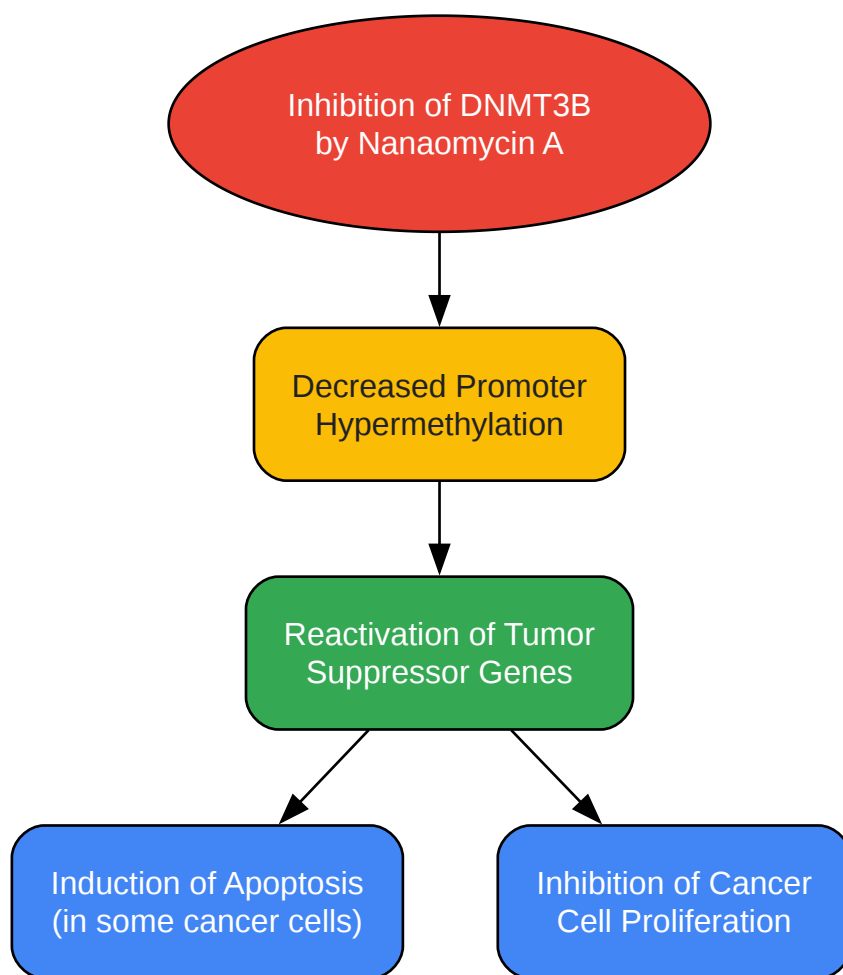 Inhibition of DNMT3B
by Nanaomycin A
Decreased Promoter
Hypermethylation
Reactivation of Tumor
Suppressor Genes
Induction of Apoptosis
(in some cancer cells)
Inhibition of Cancer
Cell Proliferation